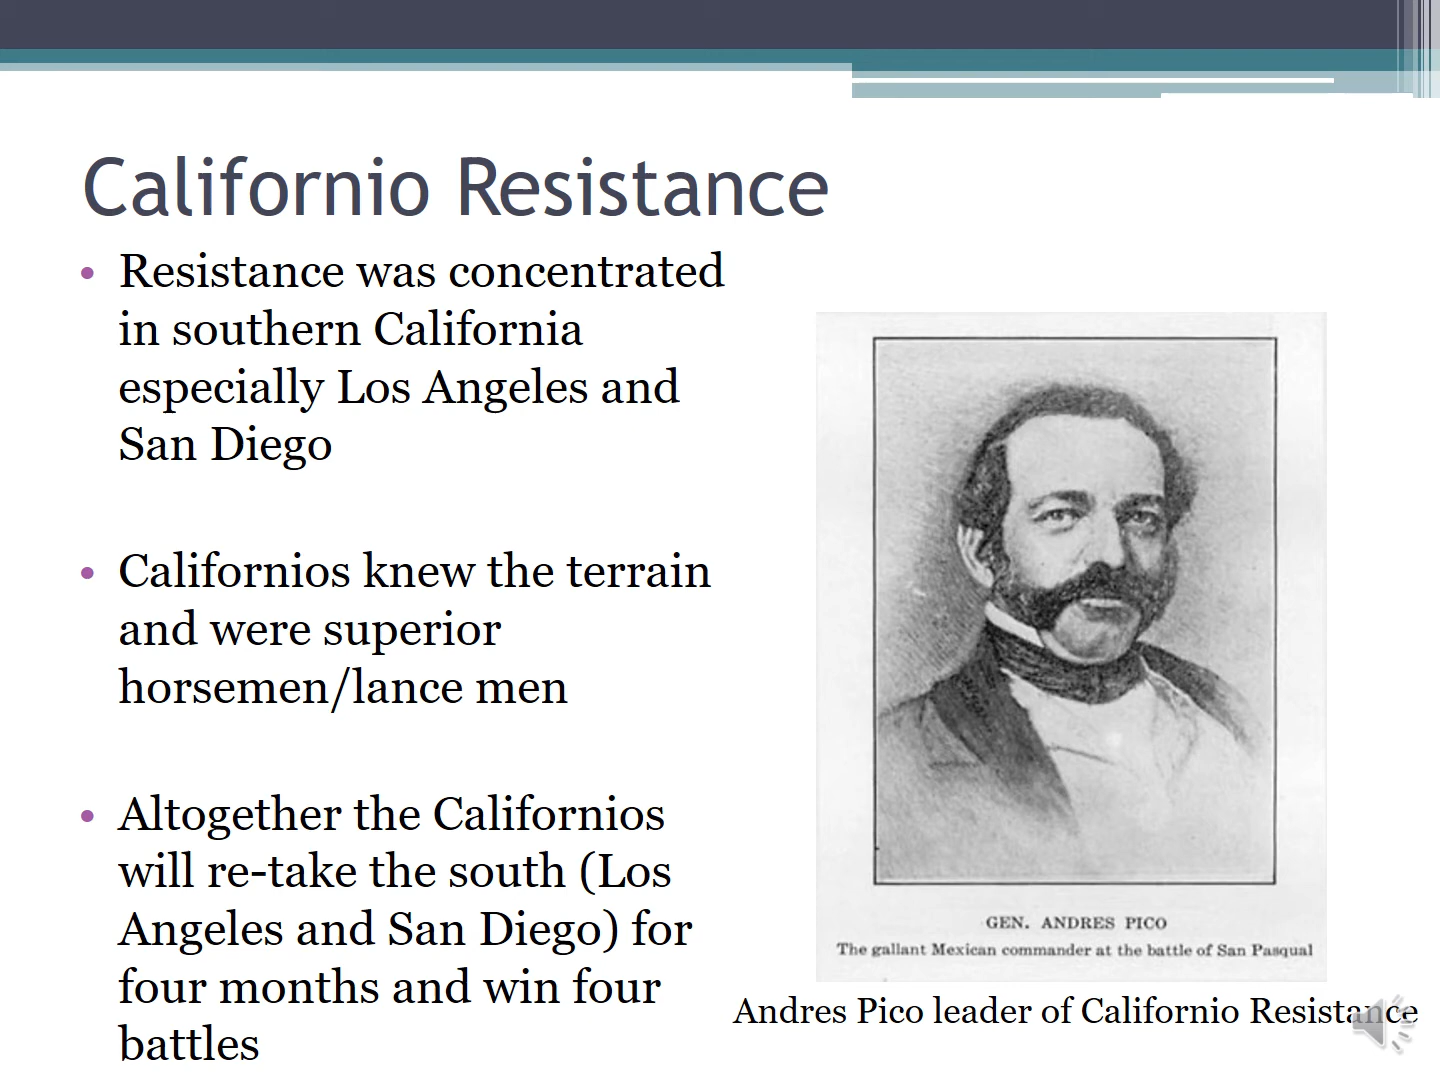 Californio Resistance
• Resistance was concentrated
in southern California
especially Los Angeles and
San Diego
• Californios knew the terrain
and were superior
horsemen/lance men
• Altogether the Californios
will re-take the south (Los
Angeles and San Diego) for
four months and win four
battles
GEN. ANDRES PICO
The gallant Mexican commander at the battle of San Pasqual
Andres Pico leader of Californio Resistance